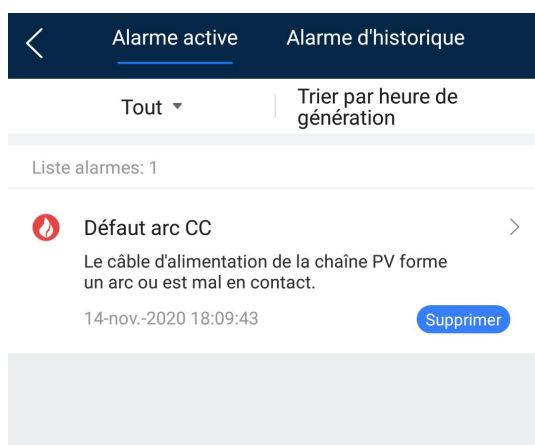 Alarme active Alarme d'historique
Tout Trier par heure de
génération
Liste alarmes: 1
Défaut arc CC
Le câble d'alimentation de la chaîne PV forme
un arc ou est mal en contact.
14-nov.-2020 18:09:43 Supprimer